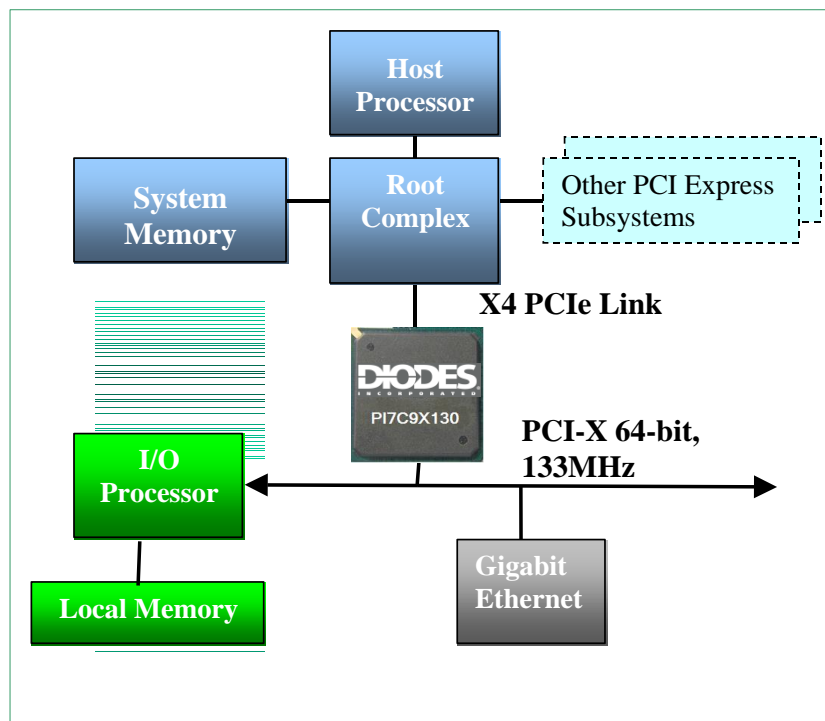 Host
Processor
System
Memory
Root
Complex
Other PCI Express
Subsystems
X4 PCIe Link
DIODES
INCORPORATED
PI7C9X130
PCI-X 64-bit,
133MHz
I/O
Processor
Gigabit
Ethernet
Local Memory